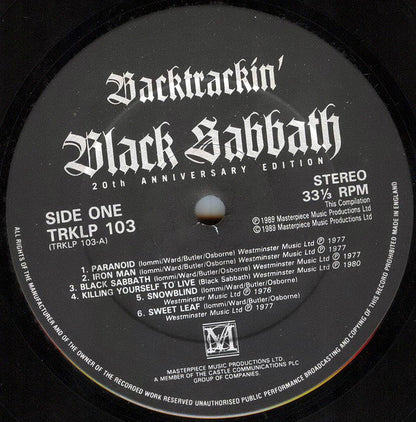 Backtrackin'
Black Sabbath
20th ANNIVERSARY EDITION
SIDE ONE
TRKLP 103
(TRKLP 103-A)
STEREO
33⅓ RPM
This Compilation
Ⓟ 1989 Masterpiece Music Productions Ltd
© 1989 Masterpiece Music Productions Ltd
1. PARANOID (Iommi/Ward/Butler/Osborne) Westminster Music Ltd Ⓟ 1977
2. IRON MAN (Iommi/Ward/Butler/Osborne) Westminster Music Ltd Ⓟ 1977
3. BLACK SABBATH (Iommi/Ward/Butler/Osborne) Westminster Music Ltd Ⓟ 1977
4. KILLING YOURSELF TO LIVE (Black Sabbath) Westminster Music Ltd Ⓟ 1980
5. SNOWBLIND (Iommi/Ward/Butler/Osborne)
Westminster Music Ltd Ⓟ 1976
6. SWEET LEAF (Iommi/Ward/Butler/Osborne)
Westminster Music Ltd Ⓟ 1977
M
MASTERPIECE MUSIC PRODUCTIONS LTD.
A MEMBER OF THE CASTLE COMMUNICATIONS PLC
GROUP OF COMPANIES.
ALL RIGHTS OF THE MANUFACTURER AND OF THE OWNER OF THE RECORDED WORK RESERVED UNAUTHORISED PUBLIC PERFORMANCE BROADCASTING AND COPYING OF THIS RECORD PROHIBITED MADE IN ENGLAND